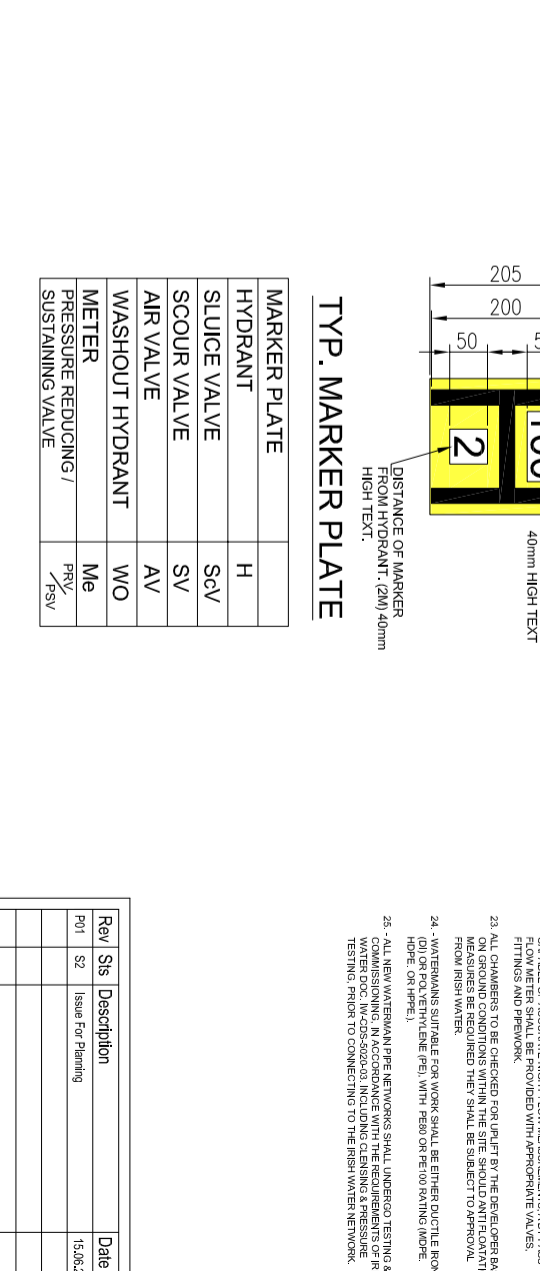 205
200
50
100
2
40mm HIGH TEXT
DISTANCE OF MARKER
FROM HYDRANT. (2M) 40mm
HIGH TEXT.
TYP. MARKER PLATE
MARKER PLATE
HYDRANT H
SLUICE VALVE ScV
SCOUR VALVE SV
AIR VALVE AV
WASHOUT HYDRANT WO
METER Me
PRESSURE REDUCING / PRV/
SUSTAINING VALVE PSV
FLOW METER SHALL BE PROVIDED WITH APPROPRIATE VALVES,
FITTINGS AND PIPEWORK.
23. ALL CHAMBERS TO BE CHECKED FOR UPLIFT BY THE DEVELOPER
ON GROUND CONDITIONS WITHIN THE SITE. SHOULD ANTI
MEASURES BE REQUIRED THEY SHALL BE SUBJECT TO APPROVAL
FROM IRISH WATER.
24. - WATERMAINS SUITABLE FOR WORK SHALL BE EITHER DUCTILE IRON
(DI) OR POLYETHYLENE (PE), WITH PE80 OR PE100 RATING (MDPE,
HDPE, OR HPPE.).
25. - ALL NEW WATERMAIN PIPE NETWORKS SHALL UNDERGO TESTING &
COMMISSIONING, IN ACCORDANCE WITH THE REQUIREMENTS OF
WATER DOC. IW-CDS-5020-03. INCLUDING CLENSING & PRESSURE
TESTING, PRIOR TO CONNECTING TO THE IRISH WATER NETWORK.
Rev Sts Description Date
P01 S2 Issue For Planning 15.06.